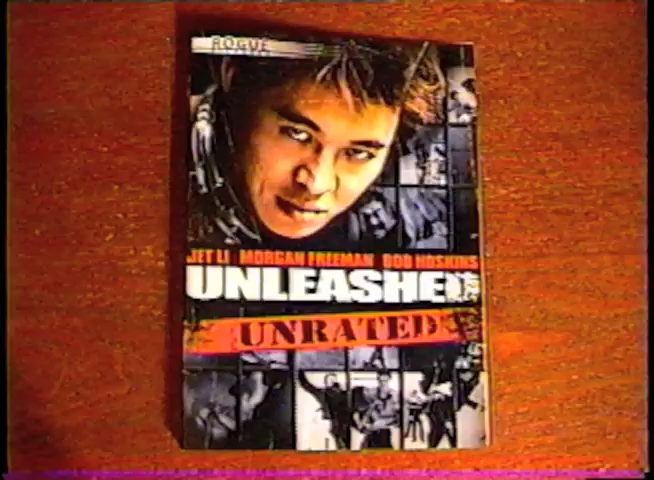 ROGUE
JET LI MORGAN FREEMAN BOB HOSKINS
UNLEASHED
UNRATED